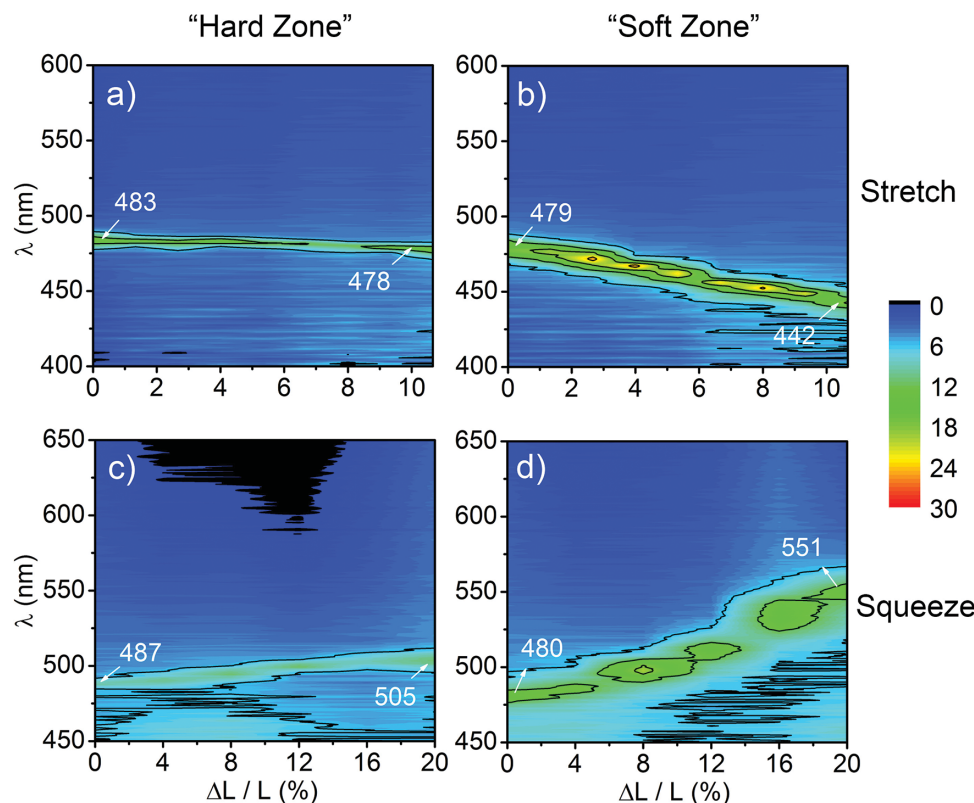 “Hard Zone” “Soft Zone”
600 600
a) b)
550 550
λ (nm)
500 500
483 479
Stretch
478
450 450
442
400 400
0 2 4 6 8 10 0 2 4 6 8 10
0
6
12
18
24
30
650
c) d)
600 600
λ (nm)
551
550 550
Squeeze
487 480
500 500
505
450 450
0 4 8 12 16 20 0 4 8 12 16 20
ΔL / L (%) ΔL / L (%)